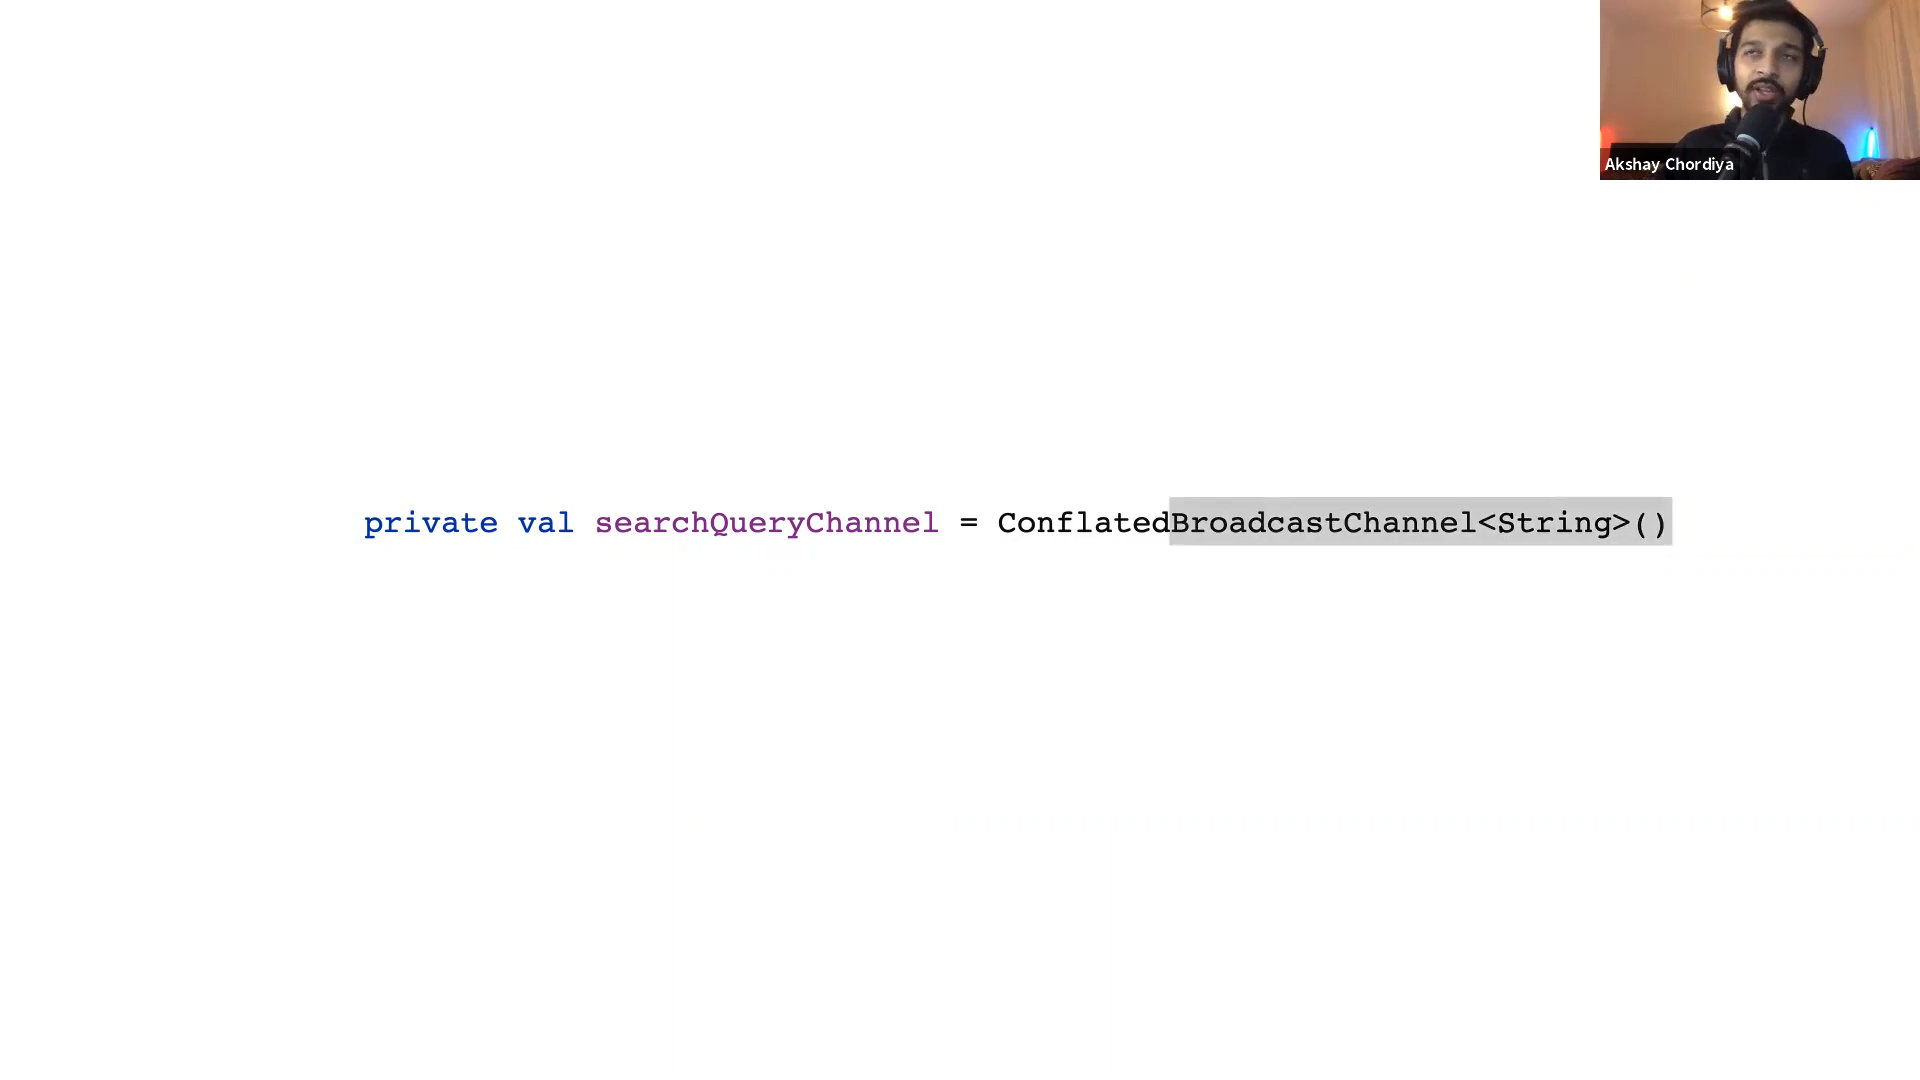 Akshay Chordiya
private val searchQueryChannel = ConflatedBroadcastChannel<String>()